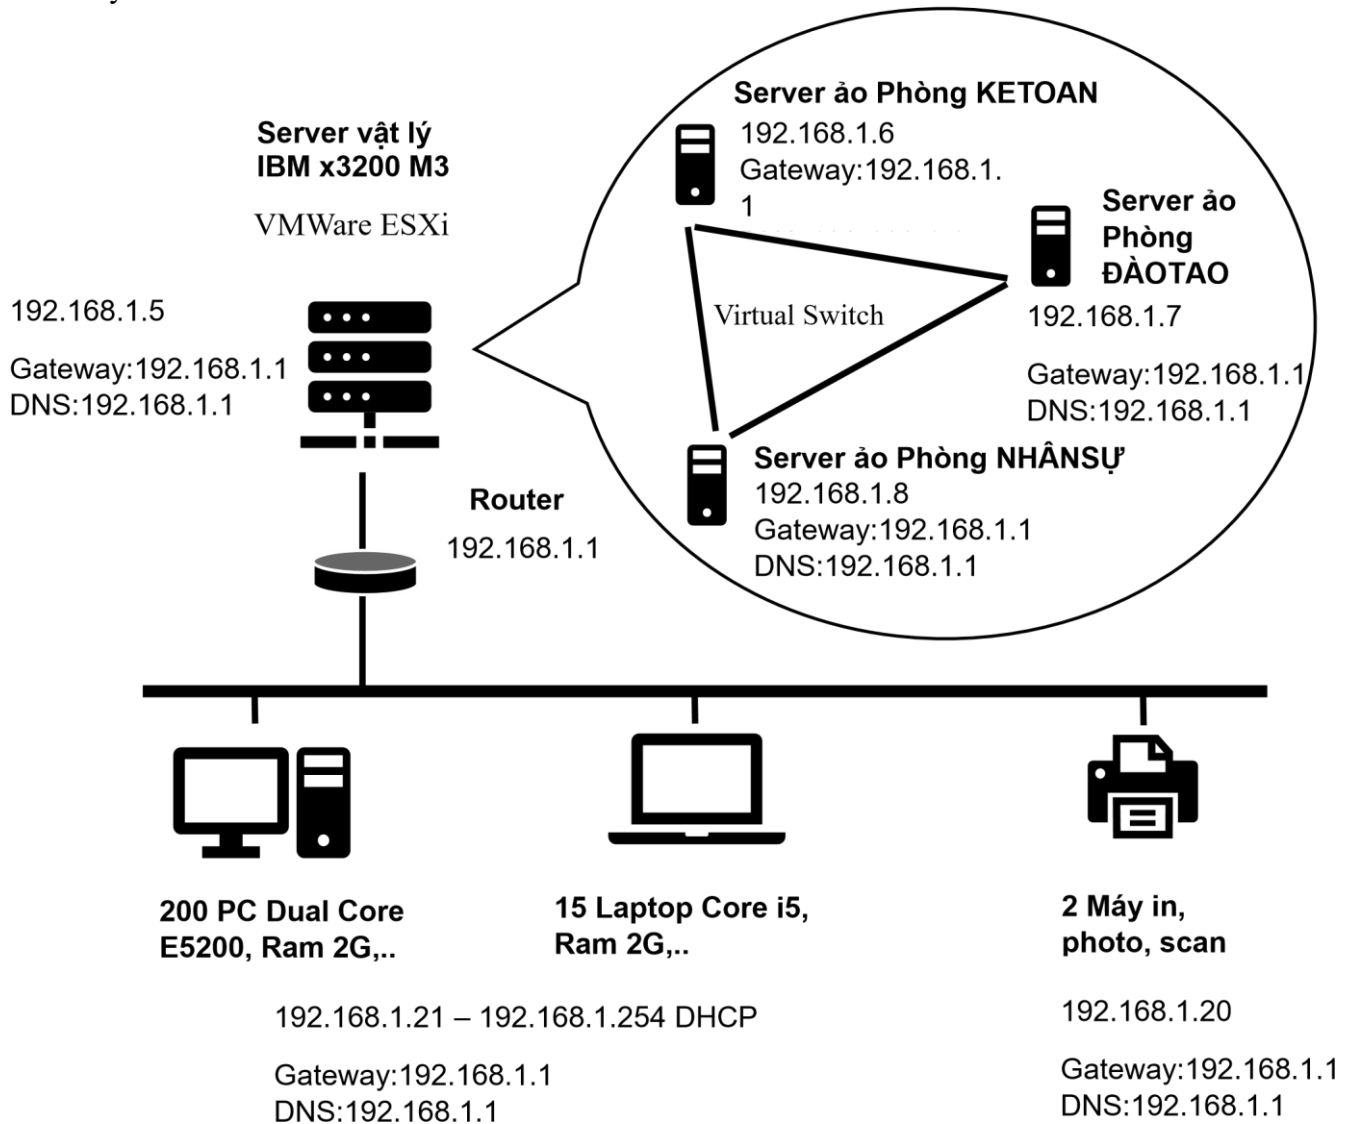 Server ảo Phòng KETOAN
192.168.1.6
Gateway:192.168.1.
1
Server vật lý
IBM x3200 M3
VMWare ESXi
Server ảo
Phòng
ĐÀOTAO
192.168.1.7
Gateway:192.168.1.1
DNS:192.168.1.1
192.168.1.5
Gateway:192.168.1.1
DNS:192.168.1.1
Virtual Switch
Server ảo Phòng NHÂNSỰ
192.168.1.8
Gateway:192.168.1.1
DNS:192.168.1.1
Router
192.168.1.1
200 PC Dual Core
E5200, Ram 2G,..
15 Laptop Core i5,
Ram 2G,..
2 Máy in,
photo, scan
192.168.1.21 – 192.168.1.254 DHCP
Gateway:192.168.1.1
DNS:192.168.1.1
192.168.1.20
Gateway:192.168.1.1
DNS:192.168.1.1